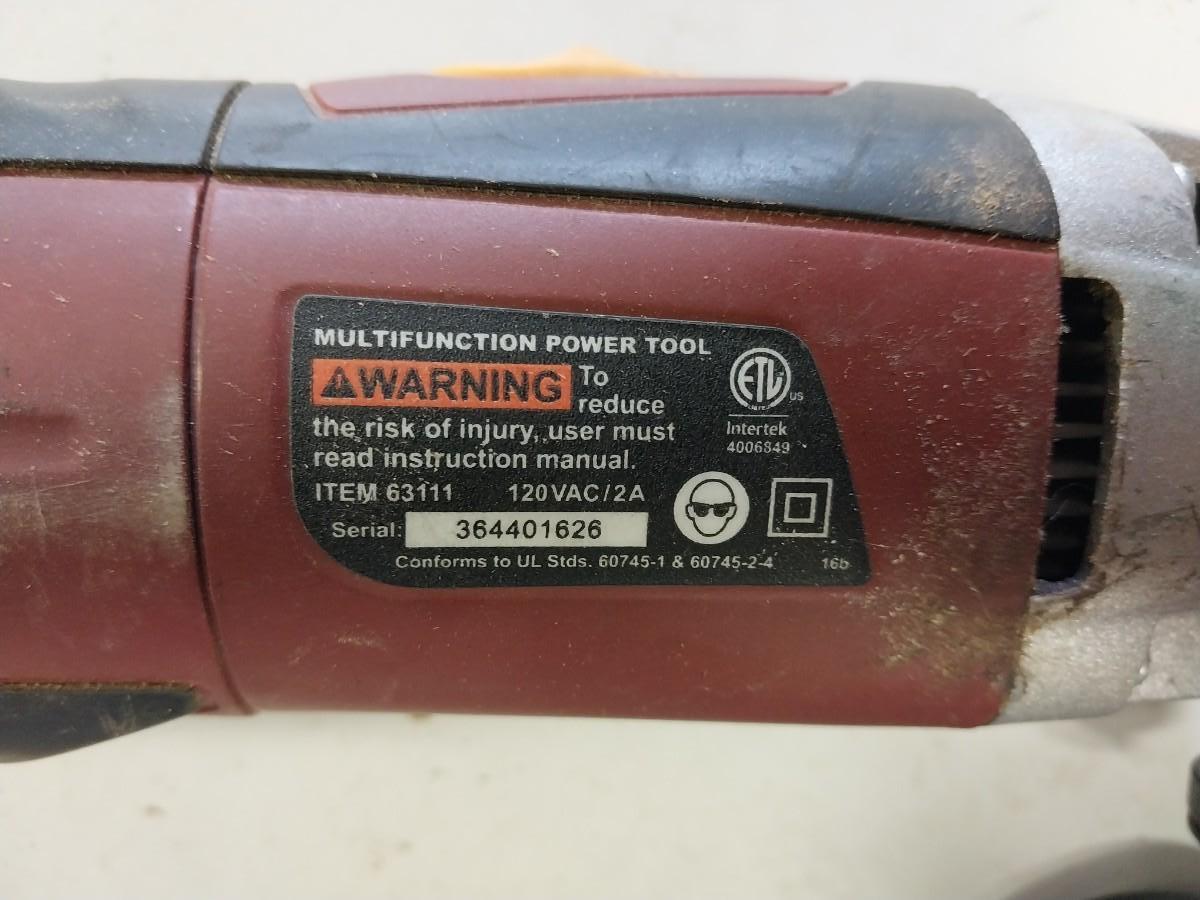 MULTIFUNCTION POWER TOOL
WARNING To
reduce
the risk of injury, user must
read instruction manual.
ITEM 63111 120VAC/2A
Serial: 364401626
Conforms to UL Stds. 60745-1 & 60745-2-4 16b
ETL
US
Intertek
4006849